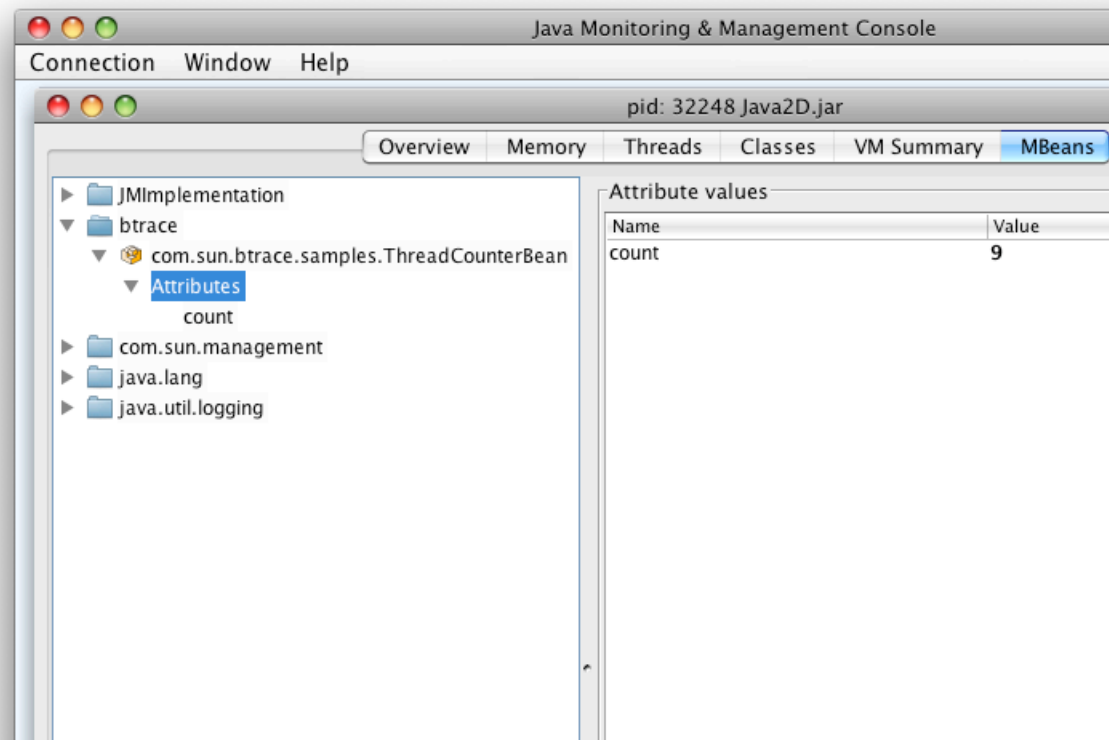 Java Monitoring & Management Console
Connection Window Help
pid: 32248 Java2D.jar
Overview Memory Threads Classes VM Summary MBeans
JMImplementation
btrace
com.sun.btrace.samples.ThreadCounterBean
Attributes
count
com.sun.management
java.lang
java.util.logging
Attribute values
Name Value
count 9